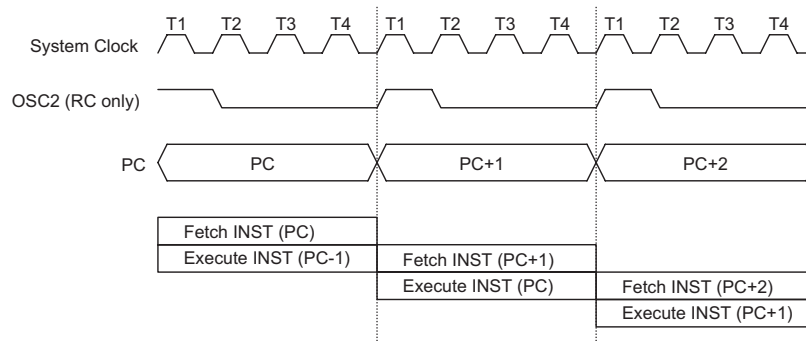 T1 T2 T3 T4 T1 T2 T3 T4 T1 T2 T3 T4
System Clock
OSC2 (RC only)
PC PC PC+1 PC+2
Fetch INST (PC)
Execute INST (PC-1) Fetch INST (PC+1)
Execute INST (PC) Fetch INST (PC+2)
Execute INST (PC+1)